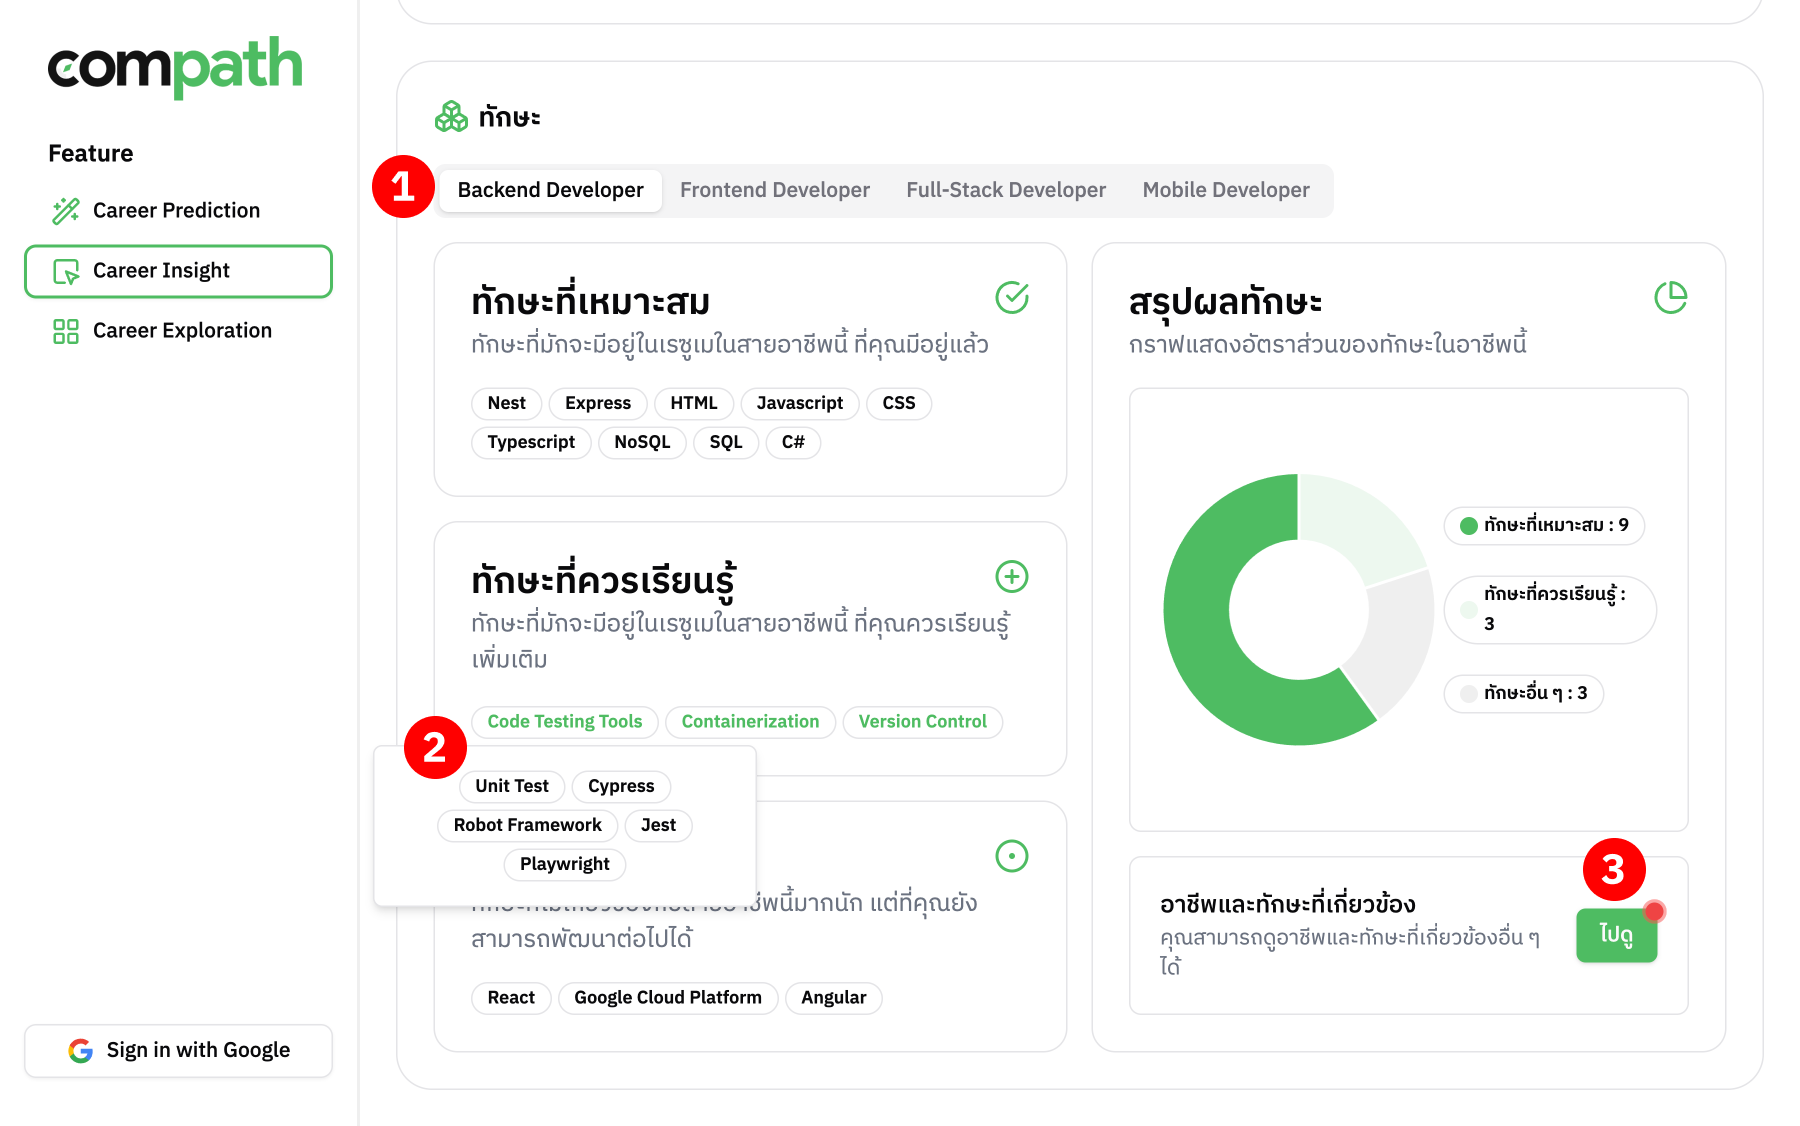 compath
Feature
Career Prediction
Career Insight
Career Exploration
Sign in with Google
ทักษะ
1
Backend Developer
Frontend Developer
Full-Stack Developer
Mobile Developer
ทักษะที่เหมาะสม
ทักษะที่มักจะมีอยู่ในเรซูเมในสายอาชีพนี้ ที่คุณมีอยู่แล้ว
Nest Express HTML Javascript CSS
Typescript NoSQL SQL C#
ทักษะที่ควรเรียนรู้
ทักษะที่มักจะมีอยู่ในเรซูเมในสายอาชีพนี้ ที่คุณควรเรียนรู้
เพิ่มเติม
Code Testing Tools Containerization Version Control
2
Unit Test Cypress
Robot Framework Jest
Playwright
ชีพนี้มากนัก แต่ที่คุณยัง
สามารถพัฒนาต่อไปได้
React Google Cloud Platform Angular
สรุปผลทักษะ
กราฟแสดงอัตราส่วนของทักษะในอาชีพนี้
ทักษะที่เหมาะสม : 9
ทักษะที่ควรเรียนรู้ :
3
ทักษะอื่น ๆ : 3
3
อาชีพและทักษะที่เกี่ยวข้อง
คุณสามารถดูอาชีพและทักษะที่เกี่ยวข้องอื่น ๆ
ได้
ไปดู